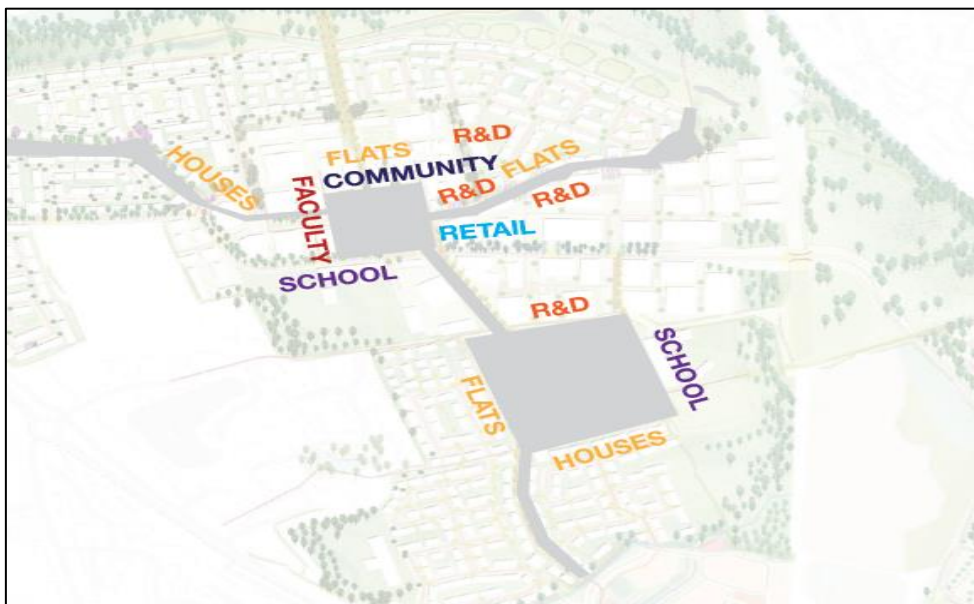 R&D
FLATS
FLATS
HOUSES
COMMUNITY
FACULTY
R&D
R&D
RETAIL
SCHOOL
R&D
SCHOOL
FLATS
HOUSES